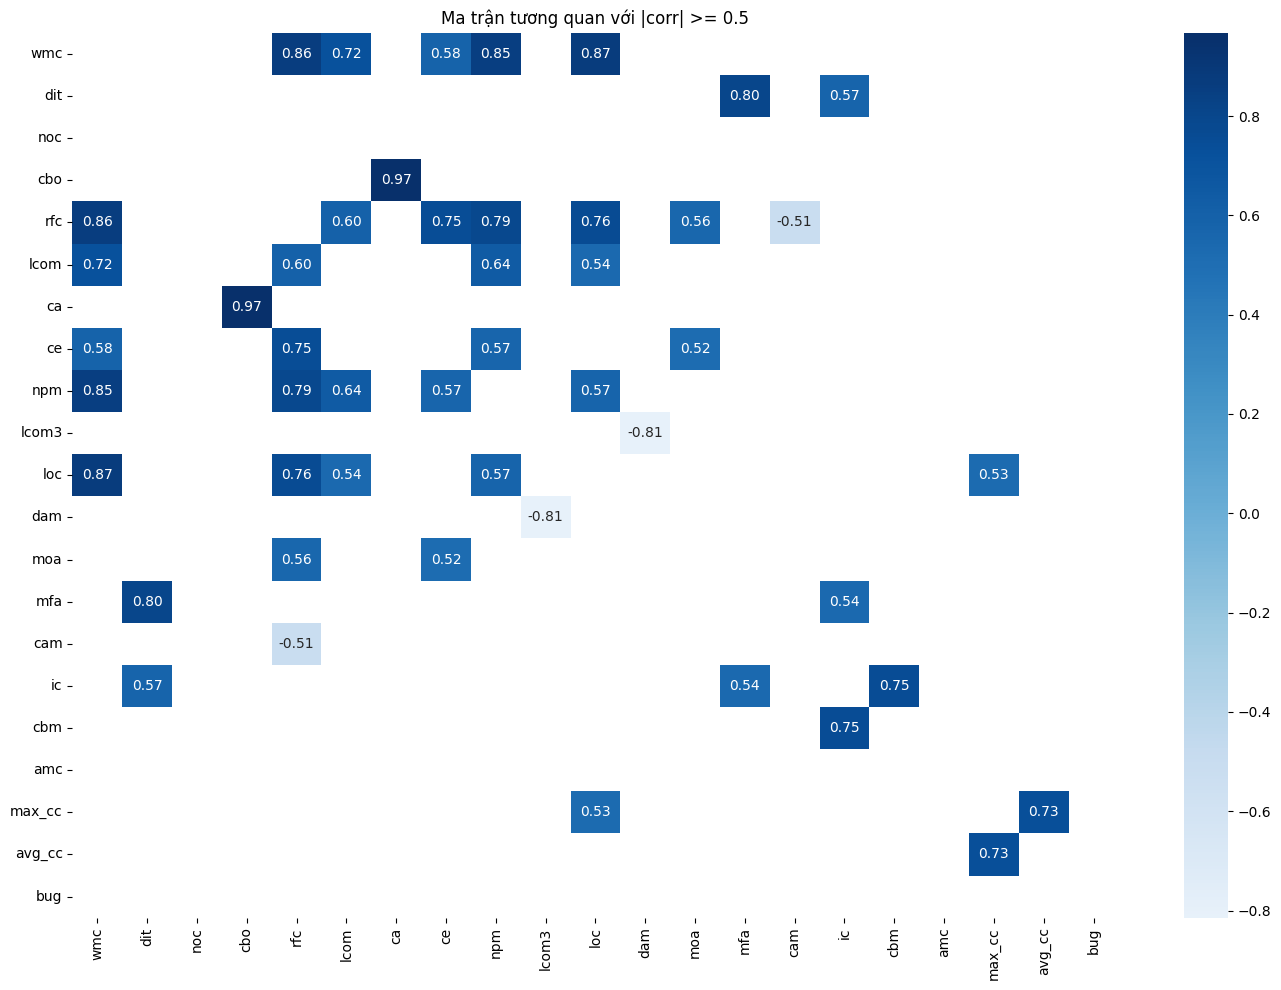 Ma trận tương quan với |corr| >= 0.5
wmc 0.86 0.72 0.58 0.85 0.87
dit 0.80 0.57
noc
cbo 0.97
rfc 0.86 0.60 0.75 0.79 0.76 0.56 -0.51
lcom 0.72 0.60 0.64 0.54
ca 0.97
ce 0.58 0.75 0.57 0.52
npm 0.85 0.79 0.64 0.57 0.57
lcom3 -0.81
loc 0.87 0.76 0.54 0.57 0.53
dam -0.81
moa 0.56 0.52
mfa 0.80 0.54
cam -0.51
ic 0.57 0.54 0.75
cbm 0.75
amc
max_cc 0.53 0.73
avg_cc 0.73
bug
wmc dit noc cbo rfc lcom ca ce npm lcom3 loc dam moa mfa cam ic cbm amc max_cc avg_cc bug
0.8
0.6
0.4
0.2
0.0
−0.2
−0.4
−0.6
−0.8